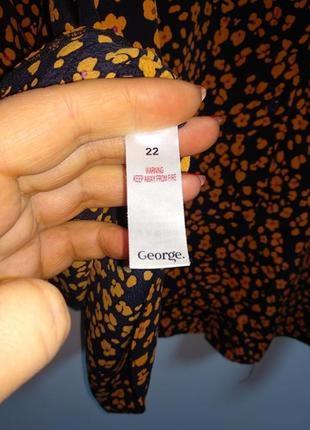 22
WARNING
KEEP AWAY FROM FIRE
George.